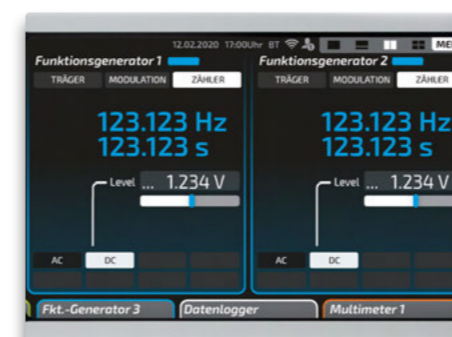 12.02.2020 17:00Uhr BT
Funktionsgenerator 1
TRÄGER MODULATION ZÄHLER
123.123 Hz
123.123 s
Level ... 1.234 V
AC DC
Funktionsgenerator 2
TRÄGER MODULATION ZÄHLER
123.123 Hz
123.123 s
Level ... 1.234 V
AC DC
Fkt.-Generator 3 Datenlogger Multimeter 1